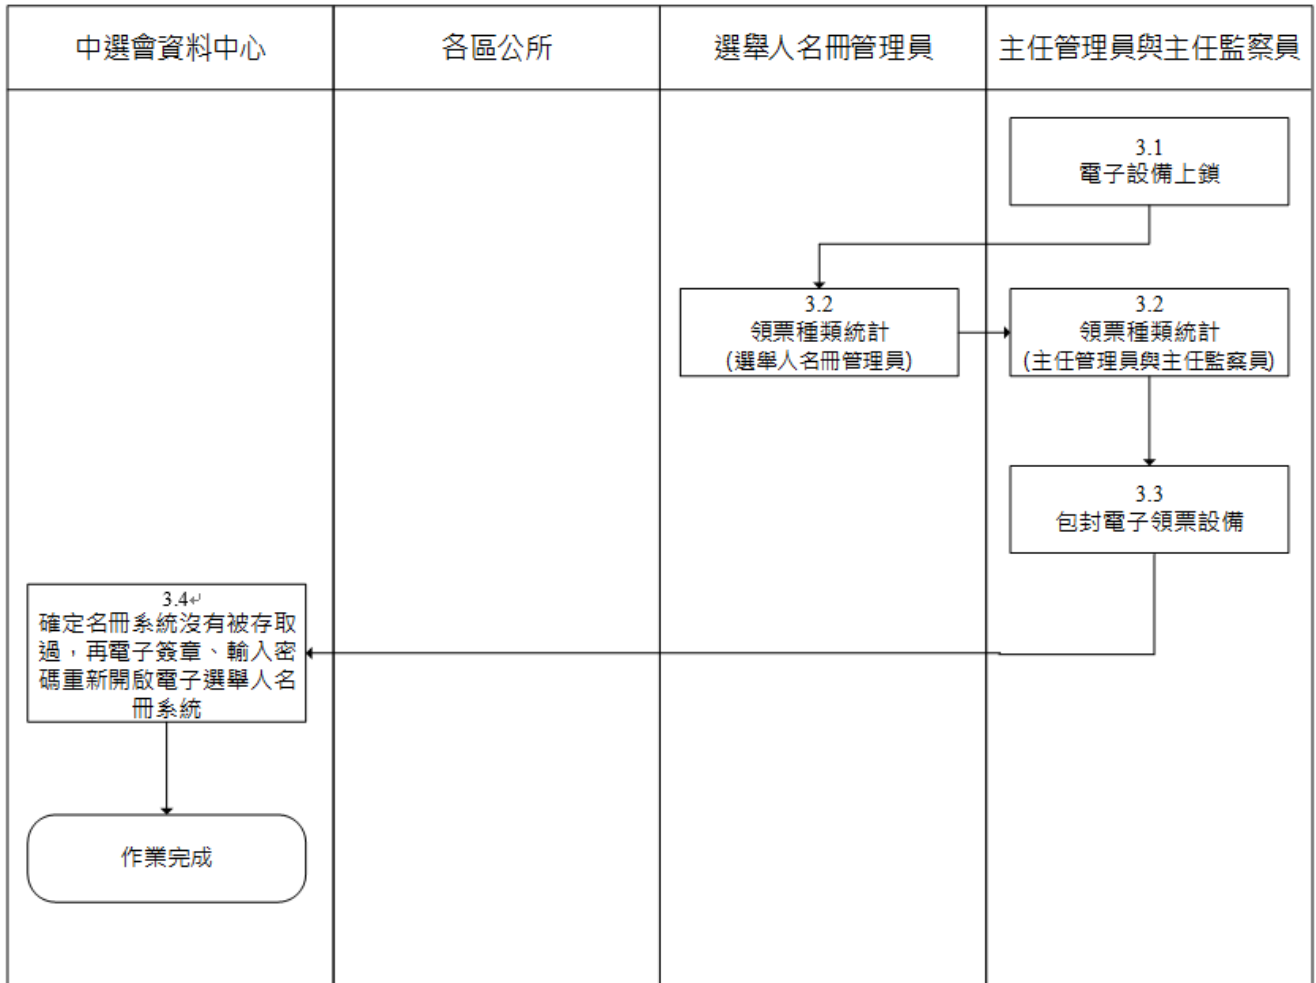 中選會資料中心
各區公所
選舉人名冊管理員
主任管理員與主任監察員
3.1
電子設備上鎖
3.2
領票種類統計
(選舉人名冊管理員)
3.2
領票種類統計
(主任管理員與主任監察員)
3.3
包封電子領票設備
3.4↵
確定名冊系統沒有被存取
過，再電子簽章、輸入密
碼重新開啟電子選舉人名
冊系統
作業完成